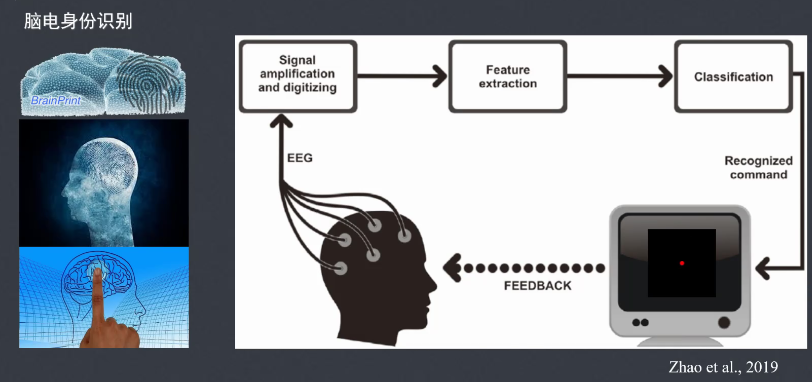 脑电身份识别
BrainPrint
Signal
amplification
and digitizing
Feature
extraction
Classification
EEG
Recognized
command
FEEDBACK
Zhao et al., 2019